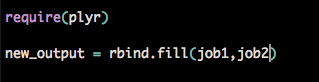 require(plyr)
new_output = rbind.fill(job1,job2)